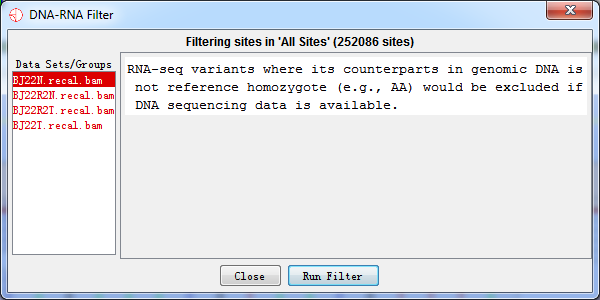 DNA-RNA Filter
Filtering sites in 'All Sites' (252086 sites)
Data Sets/Groups
BJ22N.recal.bam
BJ22R2N.recal.bam
BJ22R2T.recal.bam
BJ22T.recal.bam
RNA-seq variants where its counterparts in genomic DNA is
not reference homozygote (e.g., AA) would be excluded if
DNA sequencing data is available.
Close
Run Filter